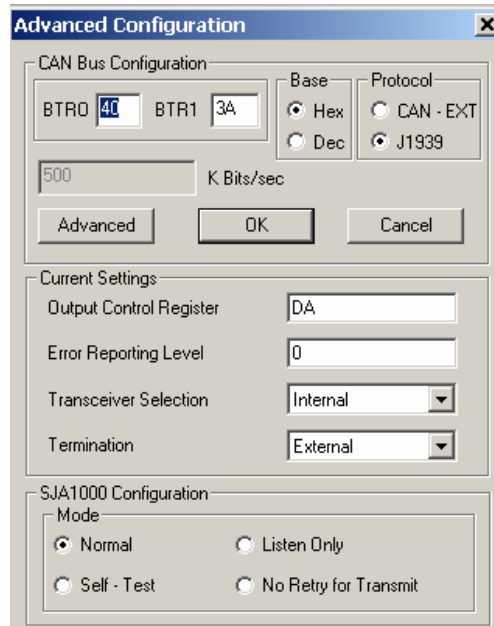 Advanced Configuration
CAN Bus Configuration
BTR0 40 BTR1 3A
Base
Hex
Dec
Protocol
CAN - EXT
J1939
500 K Bits/sec
Advanced OK Cancel
Current Settings
Output Control Register DA
Error Reporting Level 0
Transceiver Selection Internal
Termination External
SJA1000 Configuration
Mode
Normal Listen Only
Self - Test No Retry for Transmit